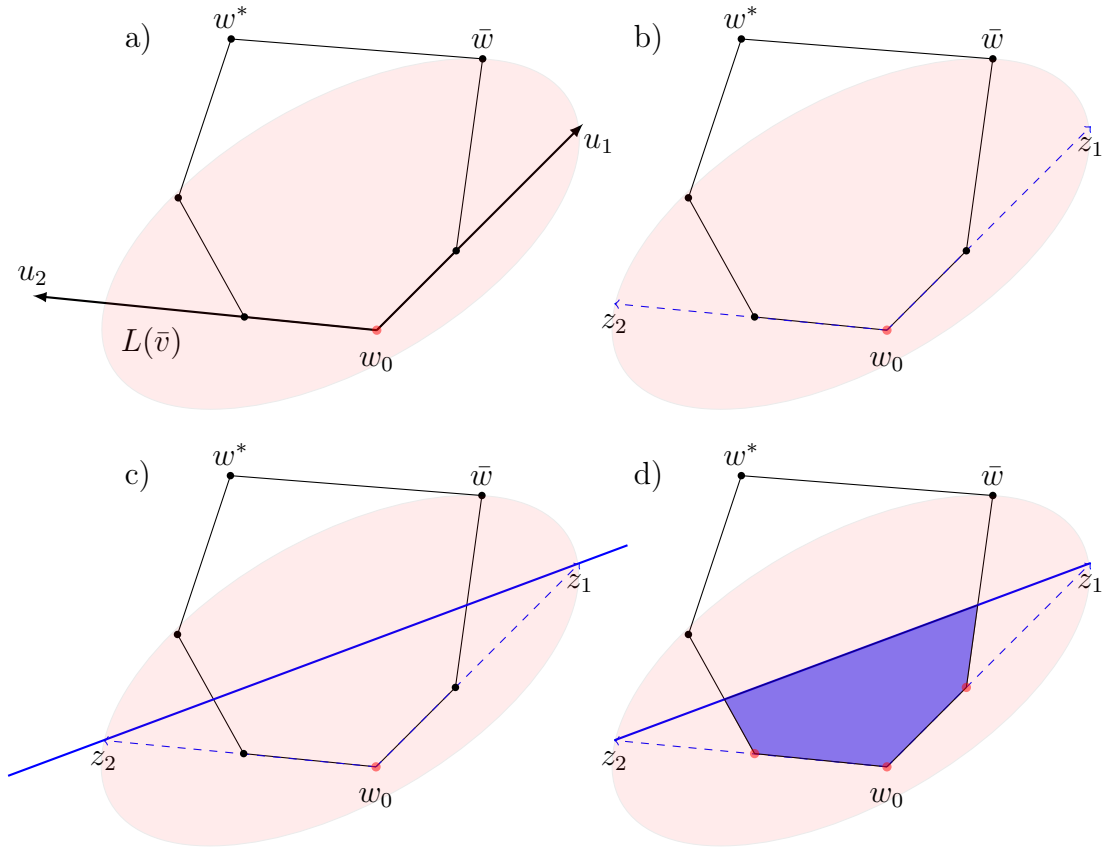 a)
w*
w̄
u₁
u₂
L(v̄)
w₀
b)
w*
w̄
z₁
z₂
w₀
c)
w*
w̄
z₁
z₂
w₀
d)
w*
w̄
z₁
z₂
w₀